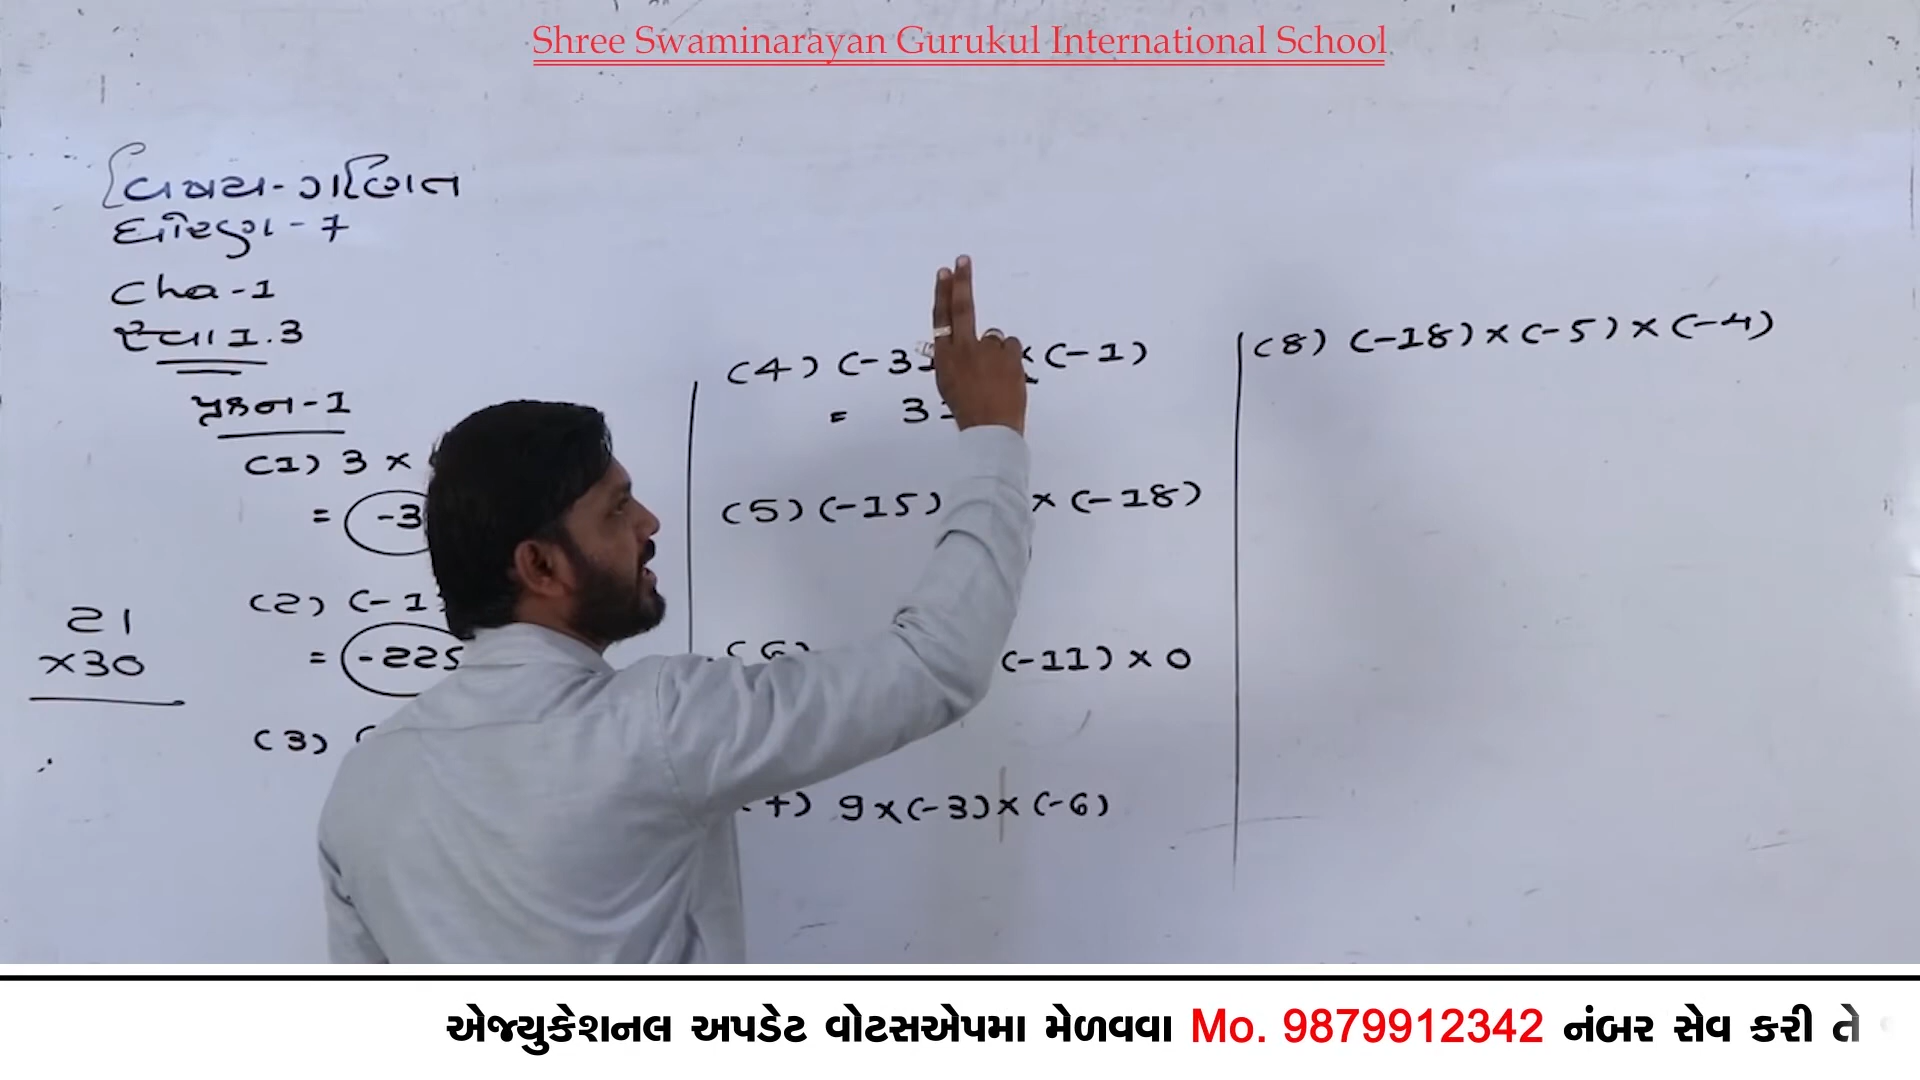 Shree Swaminarayan Gurukul International School
વિષય-ગણિત
ધોરણ-7
Cha-1
સ્વા 1.3
પ્રશ્ન-1
(1) 3 ×
= -3
(2) (-1
= -225
(3) (
21
×30
(4) (-3 × (-1)
= 3
(5) (-15) × (-18)
(-11) × 0
7) 9 × (-3) × (-6)
(8) (-18) × (-5) × (-4)
એજ્યુકેશનલ અપડેટ વોટસએપમા મેળવવા Mo. 9879912342 નંબર સેવ કરી તે